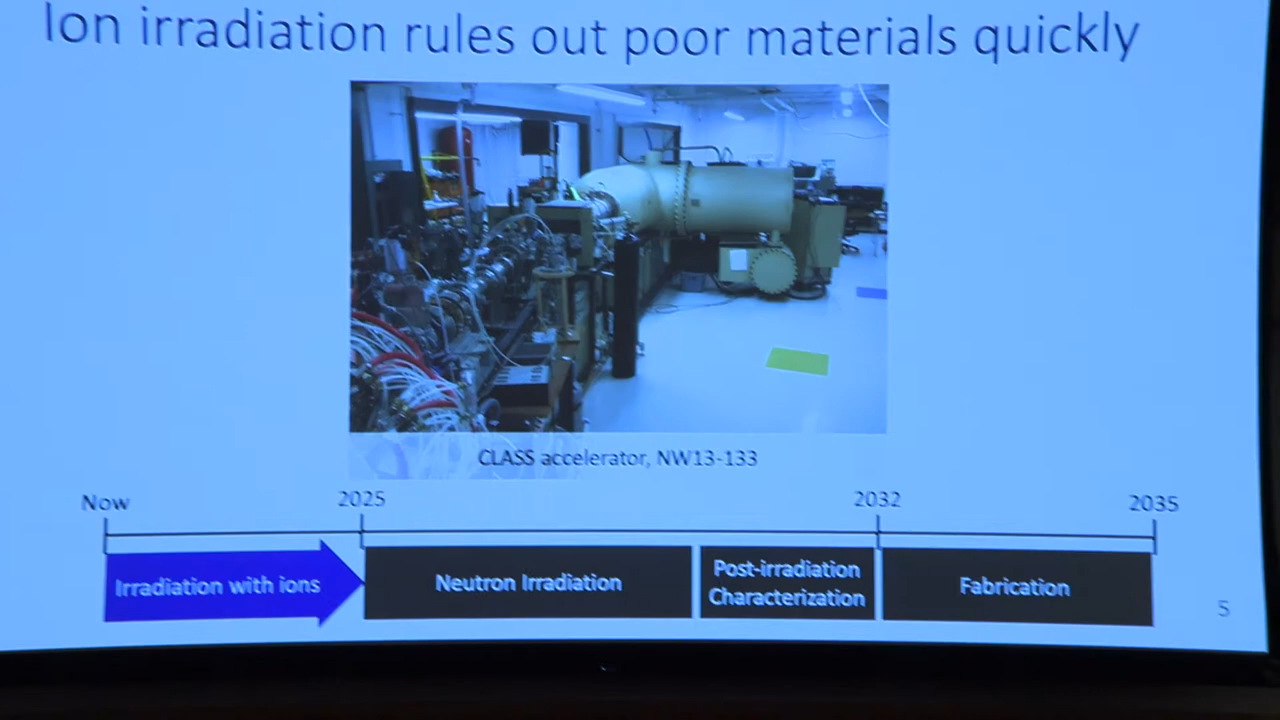 Ion irradiation rules out poor materials quickly
CLASS accelerator, NW13-133
Now
2025
2032
2035
Irradiation with ions
Neutron Irradiation
Post-irradiation
Characterization
Fabrication
5